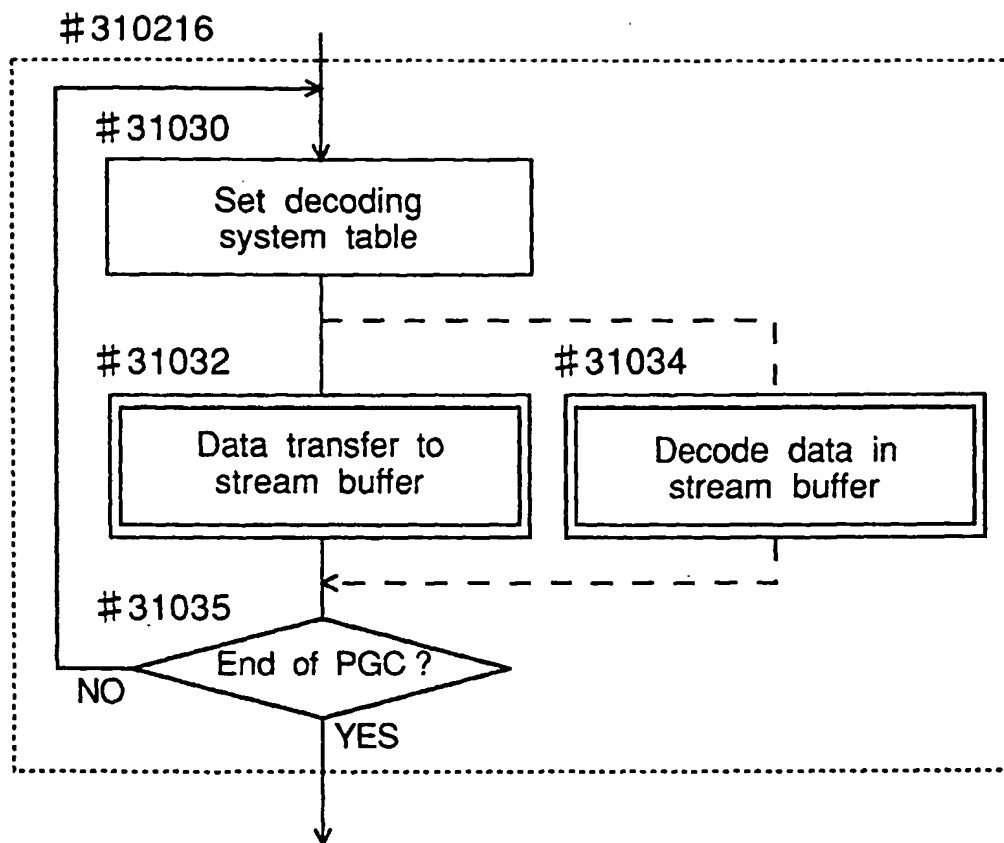 #310216
#31030
Set decoding
system table
#31032
#31034
Data transfer to
stream buffer
Decode data in
stream buffer
#31035
End of PGC ?
NO
YES